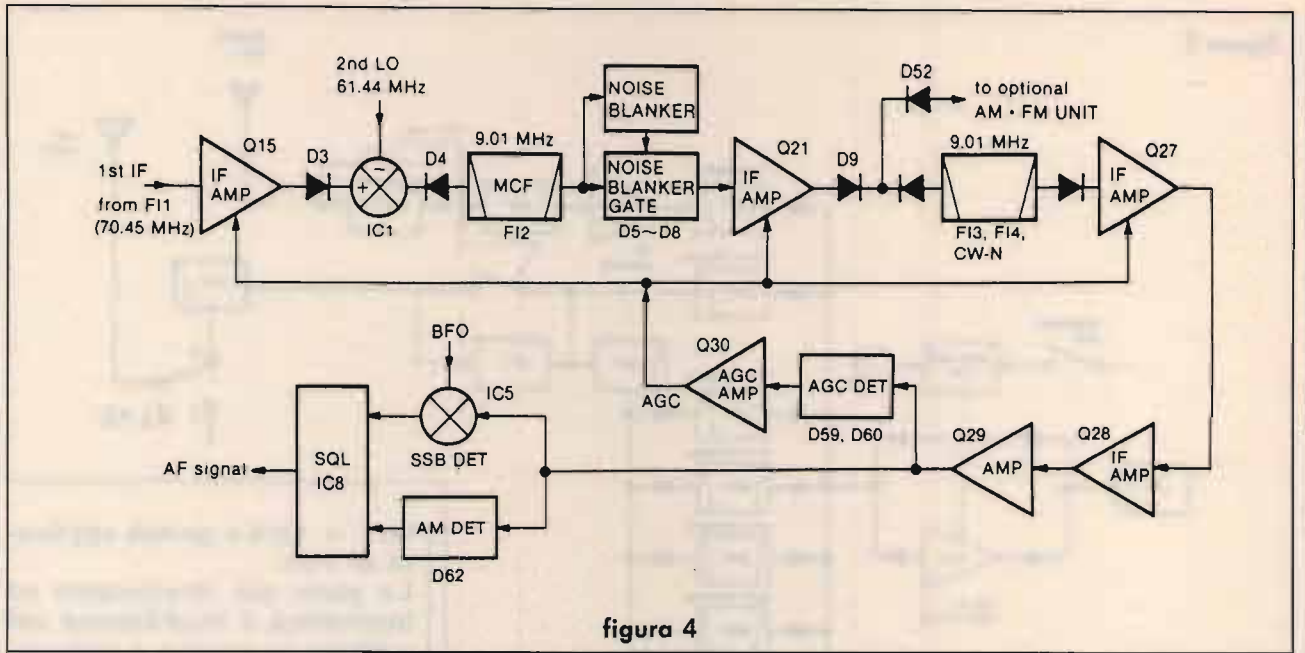 2nd LO
61.44 MHz
1st IF
from FI1
(70.45 MHz)
Q15
IF
AMP
D3
+
−
IC1
D4
9.01 MHz
MCF
FI2
NOISE
BLANKER
NOISE
BLANKER
GATE
D5~D8
Q21
IF
AMP
D9
D52
to optional
AM・FM UNIT
9.01 MHz
FI3, FI4,
CW-N
Q27
IF
AMP
BFO
IC5
SSB DET
SQL
IC8
AF signal
AM DET
D62
AGC
Q30
AGC
AMP
AGC DET
D59, D60
Q29
AMP
Q28
IF
AMP
figura 4